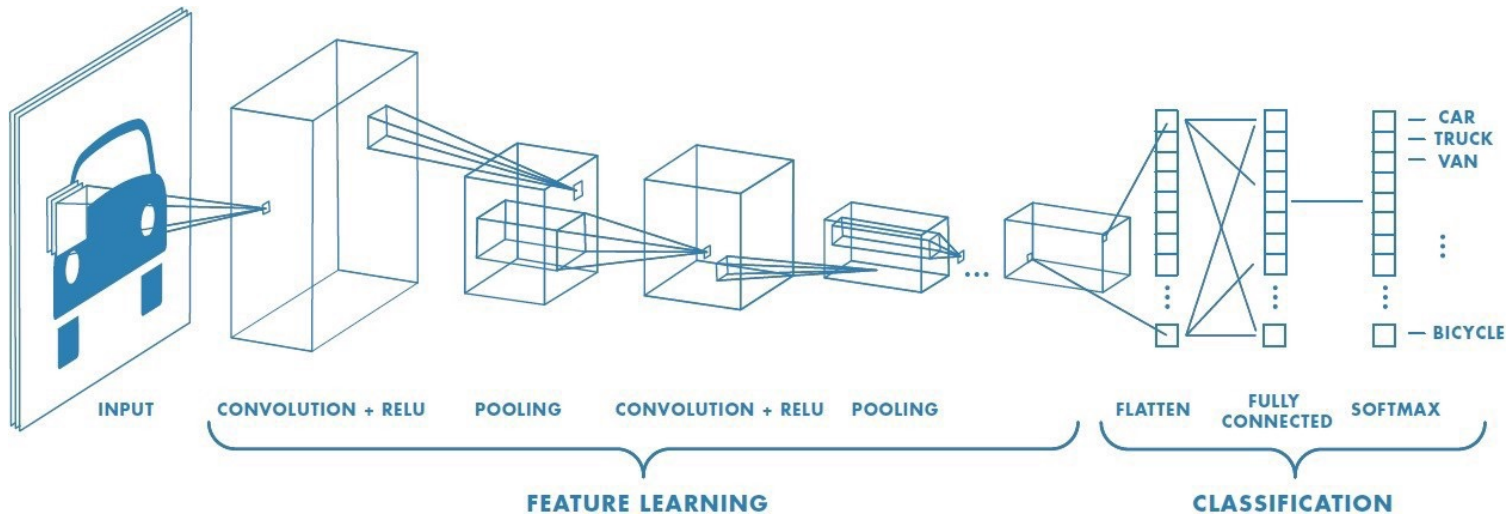 CAR
TRUCK
VAN
BICYCLE
INPUT
CONVOLUTION + RELU
POOLING
CONVOLUTION + RELU
POOLING
FLATTEN
FULLY
CONNECTED
SOFTMAX
FEATURE LEARNING
CLASSIFICATION